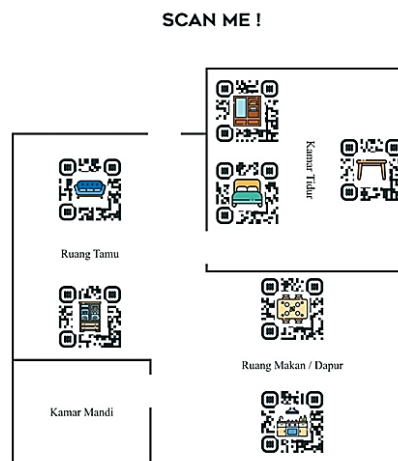 SCAN ME !
Kamar Tidur
Ruang Tamu
Ruang Makan / Dapur
Kamar Mandi